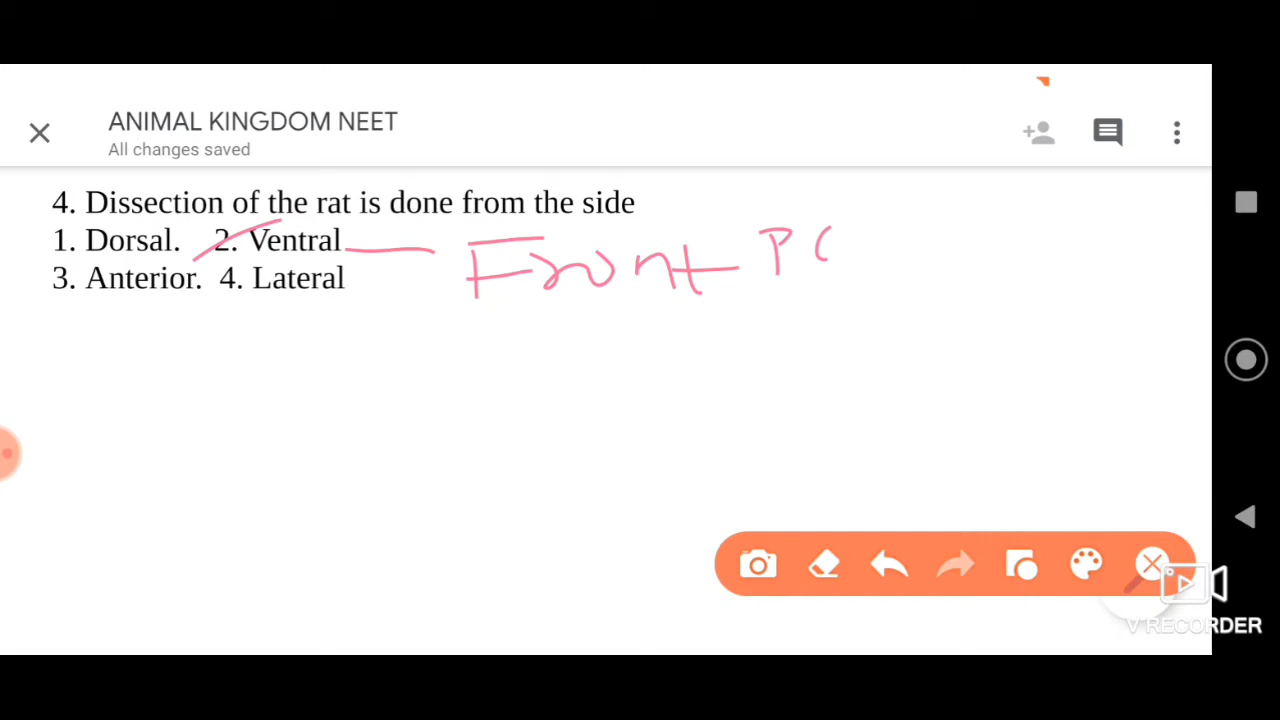 ANIMAL KINGDOM NEET
All changes saved
4. Dissection of the rat is done from the side
1. Dorsal. 2. Ventral
3. Anterior. 4. Lateral
Front P
V RECORDER